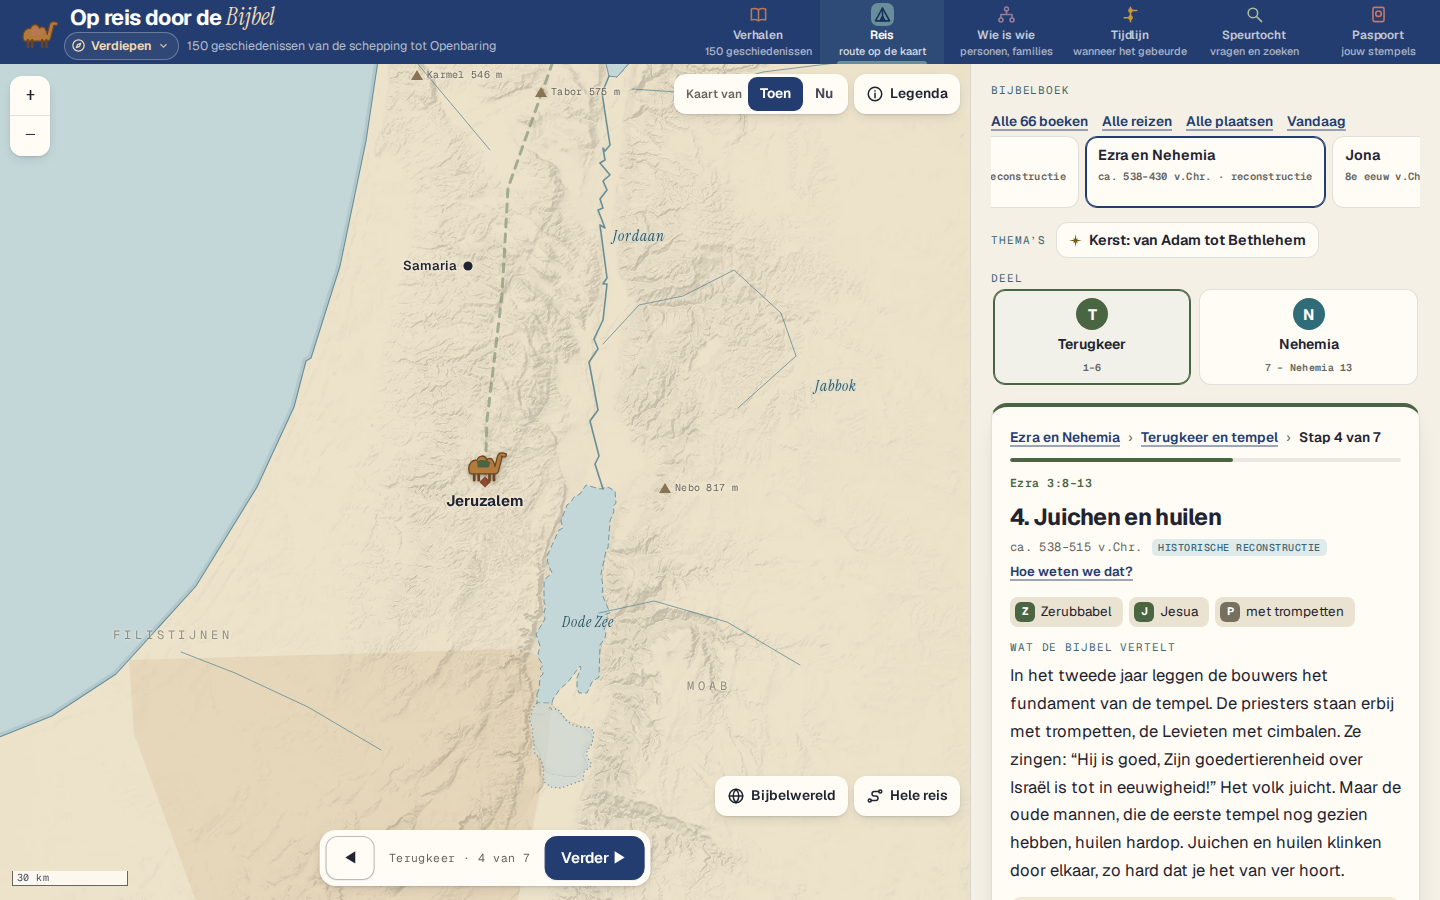 Op reis door de Bijbel
Verdiepen
150 geschiedenissen van de schepping tot Openbaring
Verhalen
150 geschiedenissen
Reis
route op de kaart
Wie is wie
personen, families
Tijdlijn
wanneer het gebeurde
Speurtocht
vragen en zoeken
Paspoort
jouw stempels
+
−
Karmel 546 m
Tabor 575 m
Kaart van
Toen
Nu
Legenda
Jordaan
Samaria
Jabbok
Jeruzalem
Nebo 817 m
Dode Zee
FILISTIJNEN
MOAB
Bijbelwereld
Hele reis
Terugkeer · 4 van 7
Verder
30 km
BIJBELBOEK
Alle 66 boeken
Alle reizen
Alle plaatsen
Vandaag
econstructie
Ezra en Nehemia
ca. 538–430 v.Chr. · reconstructie
Jona
8e eeuw v.Ch
THEMA'S
Kerst: van Adam tot Bethlehem
DEEL
T
Terugkeer
1–6
N
Nehemia
7 – Nehemia 13
Ezra en Nehemia › Terugkeer en tempel › Stap 4 van 7
Ezra 3:8–13
4. Juichen en huilen
ca. 538–515 v.Chr.
HISTORISCHE RECONSTRUCTIE
Hoe weten we dat?
Z Zerubbabel
J Jesua
P met trompetten
WAT DE BIJBEL VERTELT
In het tweede jaar leggen de bouwers het
fundament van de tempel. De priesters staan erbij
met trompetten, de Levieten met cimbalen. Ze
zingen: “Hij is goed, Zijn goedertierenheid over
Israël is tot in eeuwigheid!” Het volk juicht. Maar de
oude mannen, die de eerste tempel nog gezien
hebben, huilen hardop. Juichen en huilen klinken
door elkaar, zo hard dat je het van ver hoort.